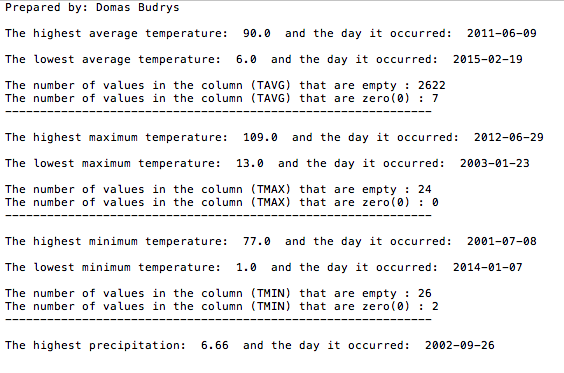 Prepared by: Domas Budrys
The highest average temperature:  90.0  and the day it occurred:  2011-06-09
The lowest average temperature:  6.0  and the day it occurred:  2015-02-19
The number of values in the column (TAVG) that are empty : 2622
The number of values in the column (TAVG) that are zero(0) : 7
-------------------------------------------------------------
The highest maximum temperature:  109.0  and the day it occurred:  2012-06-29
The lowest maximum temperature:  13.0  and the day it occurred:  2003-01-23
The number of values in the column (TMAX) that are empty : 24
The number of values in the column (TMAX) that are zero(0) : 0
-------------------------------------------------------------
The highest minimum temperature:  77.0  and the day it occurred:  2001-07-08
The lowest minimum temperature:  1.0  and the day it occurred:  2014-01-07
The number of values in the column (TMIN) that are empty : 26
The number of values in the column (TMIN) that are zero(0) : 2
-------------------------------------------------------------
The highest precipitation:  6.66  and the day it occurred:  2002-09-26